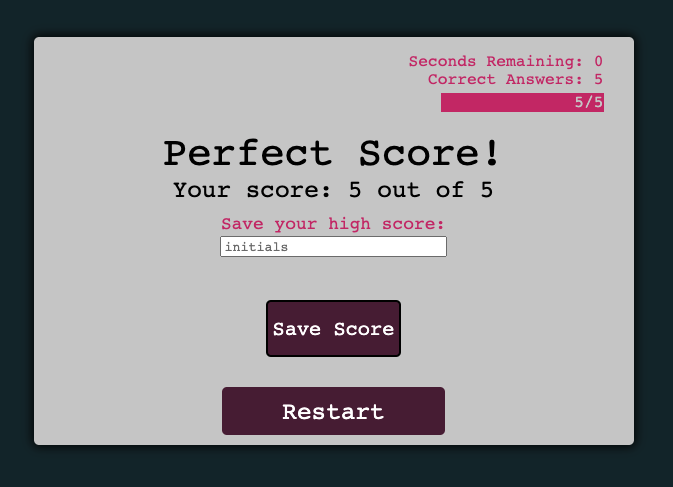 Seconds Remaining: 0
Correct Answers: 5
5/5
Perfect Score!
Your score: 5 out of 5
Save your high score:
initials
Save Score
Restart